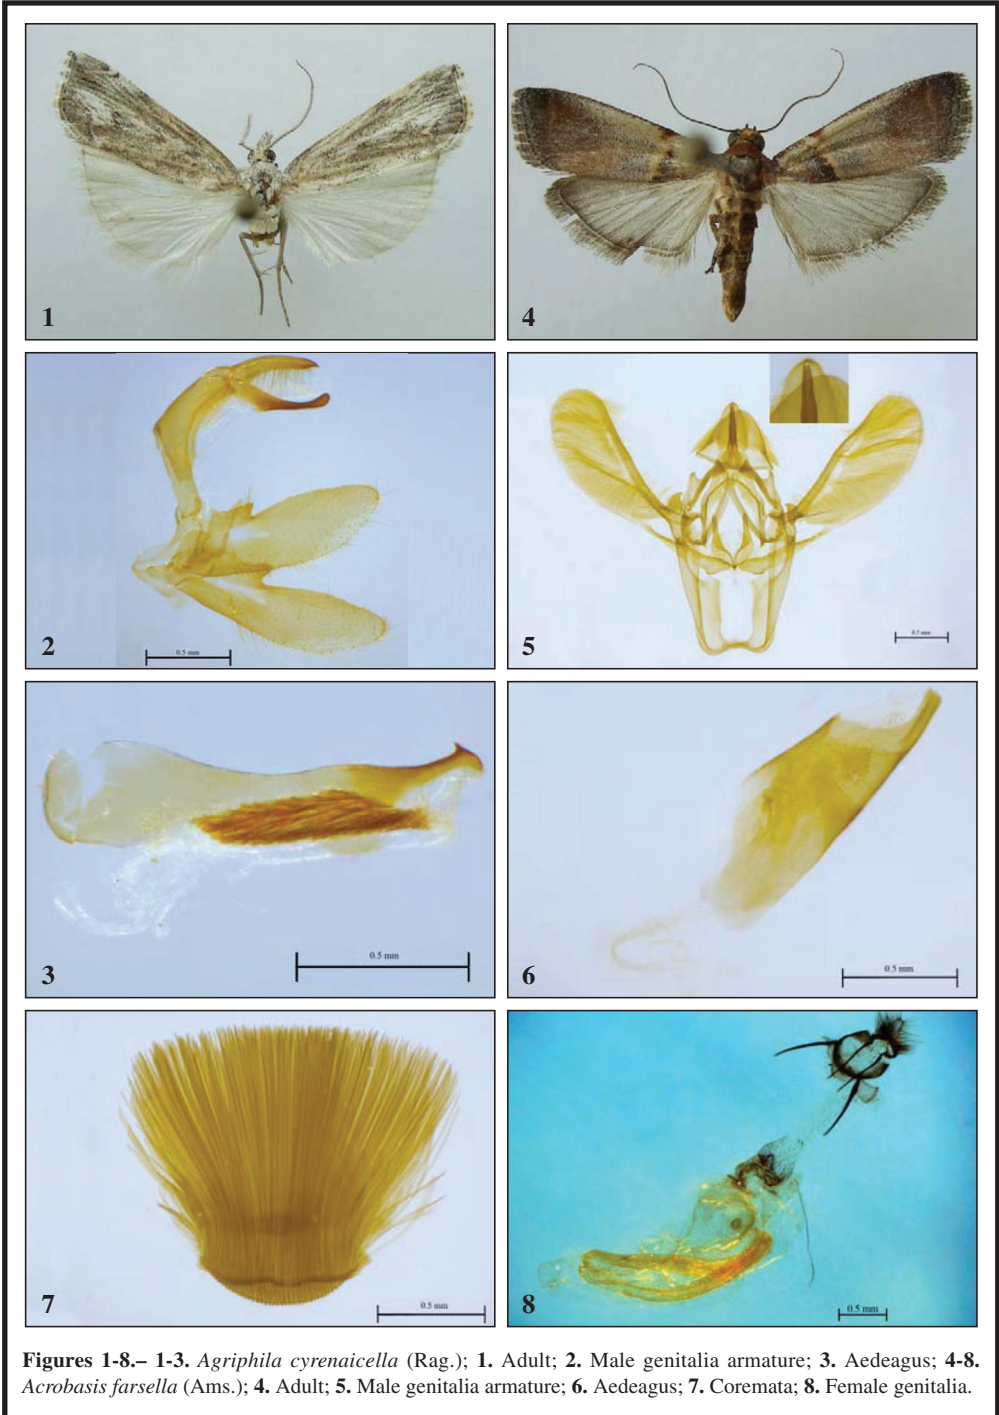 1
4
2
0.5 mm
5
0.5 mm
3
0.5 mm
6
0.5 mm
7
0.5 mm
8
0.5 mm
Figures 1-8.– 1-3. Agriphila cyrenaicella (Rag.); 1. Adult; 2. Male genitalia armature; 3. Aedeagus; 4-8.
Acrobasis farsella (Ams.); 4. Adult; 5. Male genitalia armature; 6. Aedeagus; 7. Coremata; 8. Female genitalia.